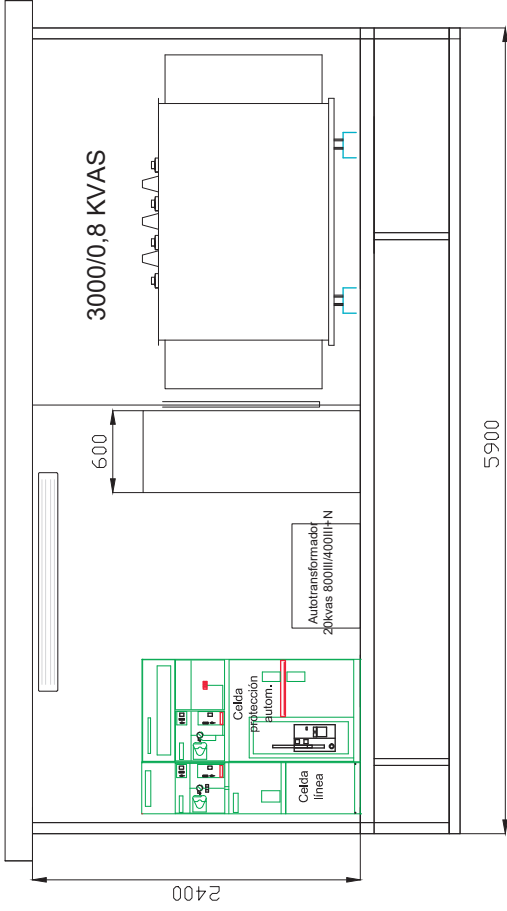 3000/0,8 KVAS
600
Autotransformador
20kvas 800III/400III+N
Celda
protección
autom.
Celda
línea
5900
2400